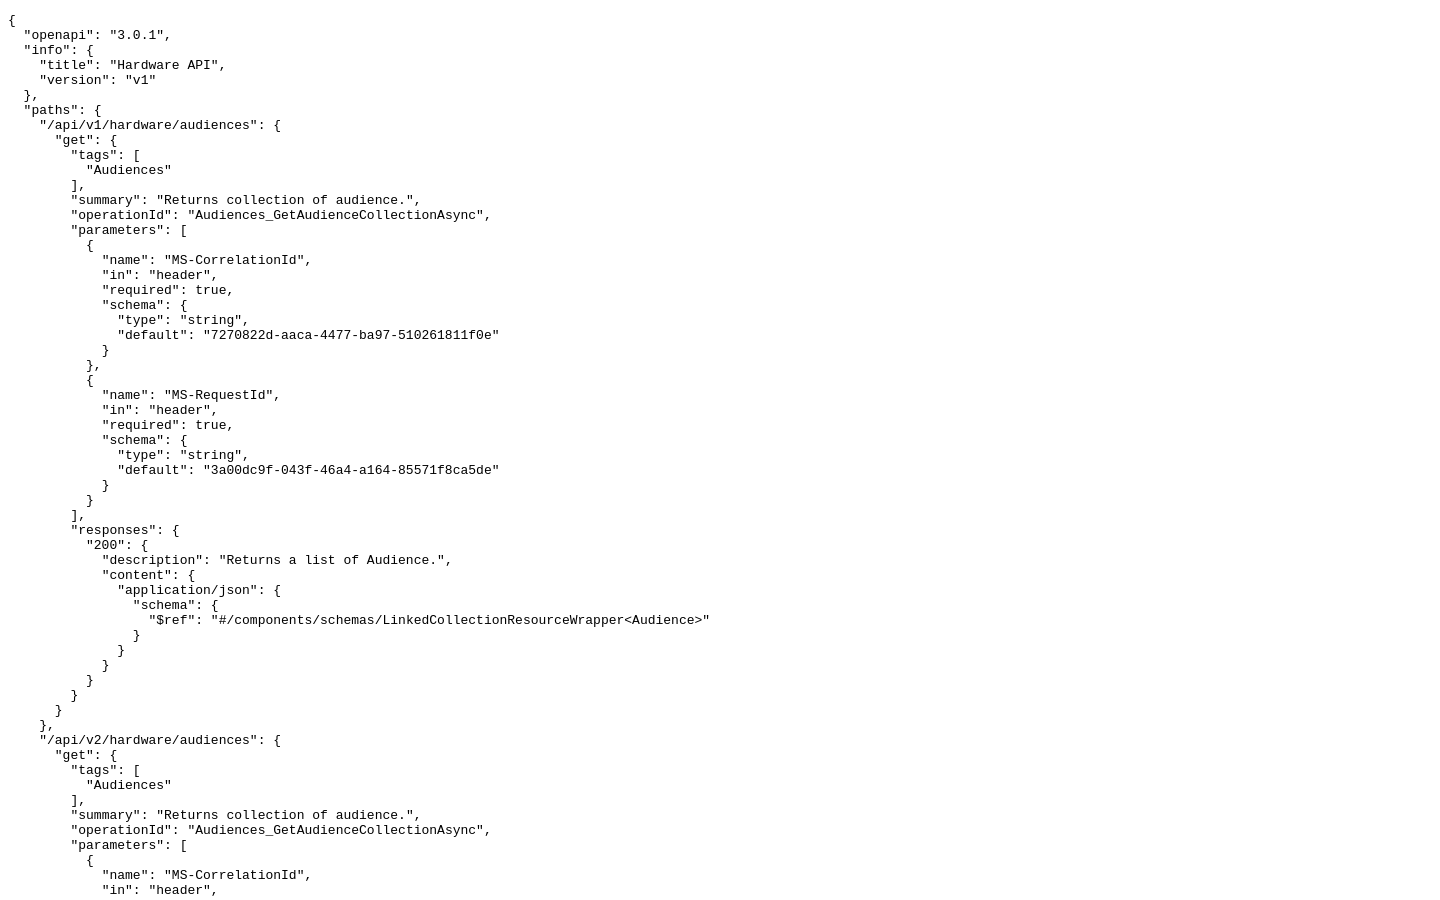 {
  "openapi": "3.0.1",
  "info": {
    "title": "Hardware API",
    "version": "v1"
  },
  "paths": {
    "/api/v1/hardware/audiences": {
      "get": {
        "tags": [
          "Audiences"
        ],
        "summary": "Returns collection of audience.",
        "operationId": "Audiences_GetAudienceCollectionAsync",
        "parameters": [
          {
            "name": "MS-CorrelationId",
            "in": "header",
            "required": true,
            "schema": {
              "type": "string",
              "default": "7270822d-aaca-4477-ba97-510261811f0e"
            }
          },
          {
            "name": "MS-RequestId",
            "in": "header",
            "required": true,
            "schema": {
              "type": "string",
              "default": "3a00dc9f-043f-46a4-a164-85571f8ca5de"
            }
          }
        ],
        "responses": {
          "200": {
            "description": "Returns a list of Audience.",
            "content": {
              "application/json": {
                "schema": {
                  "$ref": "#/components/schemas/LinkedCollectionResourceWrapper<Audience>"
                }
              }
            }
          }
        }
      }
    },
    "/api/v2/hardware/audiences": {
      "get": {
        "tags": [
          "Audiences"
        ],
        "summary": "Returns collection of audience.",
        "operationId": "Audiences_GetAudienceCollectionAsync",
        "parameters": [
          {
            "name": "MS-CorrelationId",
            "in": "header",